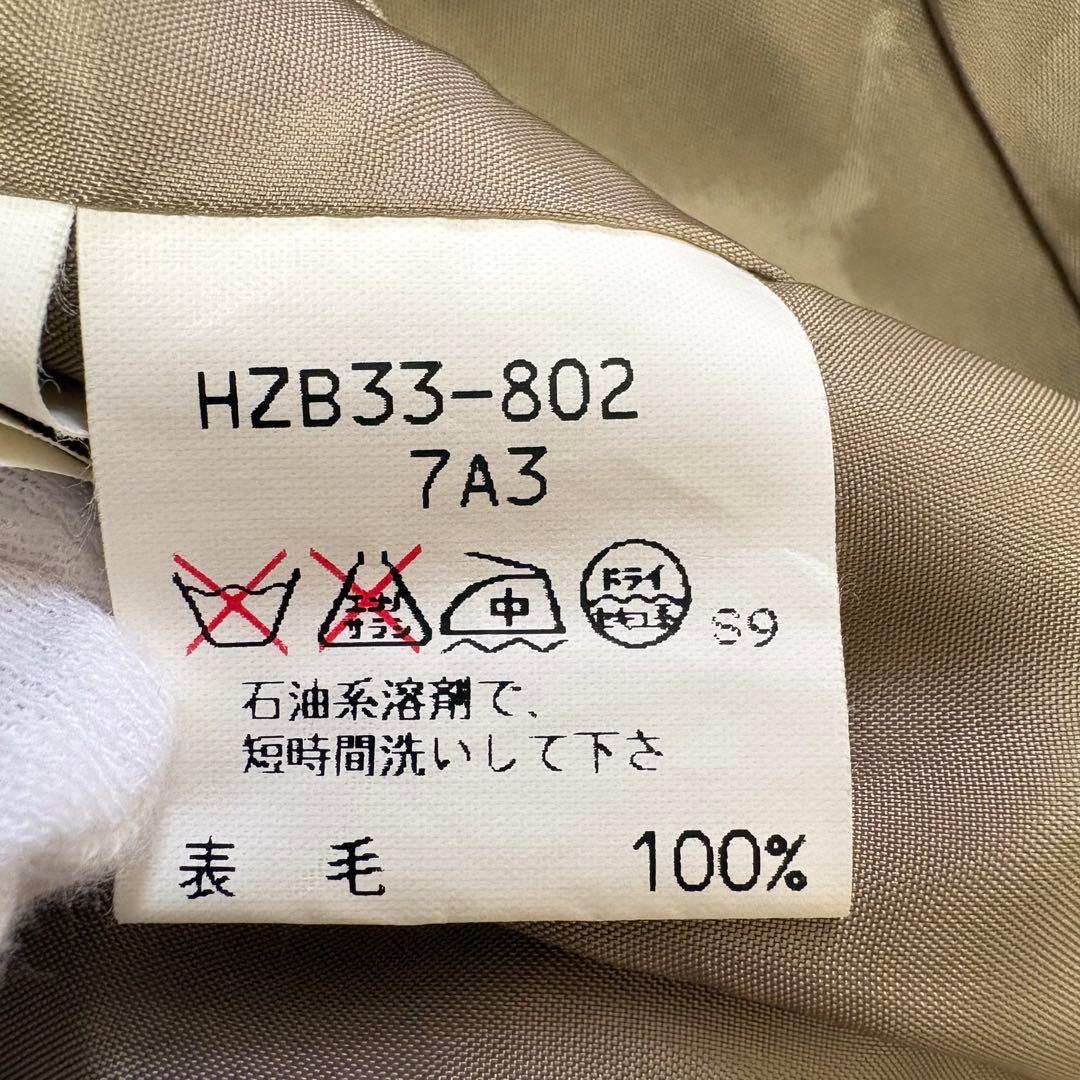 HZB33-802
7A3
エンソ サラシ 中 ドライ セキユ系 S9
石油系溶剤で、
短時間洗いして下さ
表 毛 100%